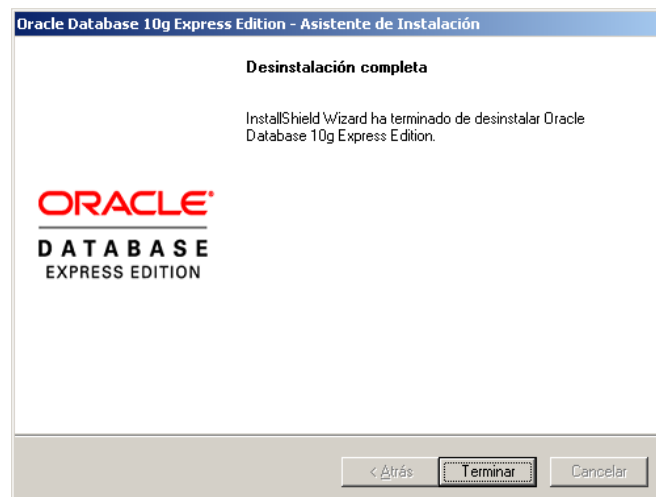 Oracle Database 10g Express Edition - Asistente de Instalación
Desinstalación completa
InstallShield Wizard ha terminado de desinstalar Oracle
Database 10g Express Edition.
ORACLE
DATABASE
EXPRESS EDITION
< Atrás
Terminar
Cancelar